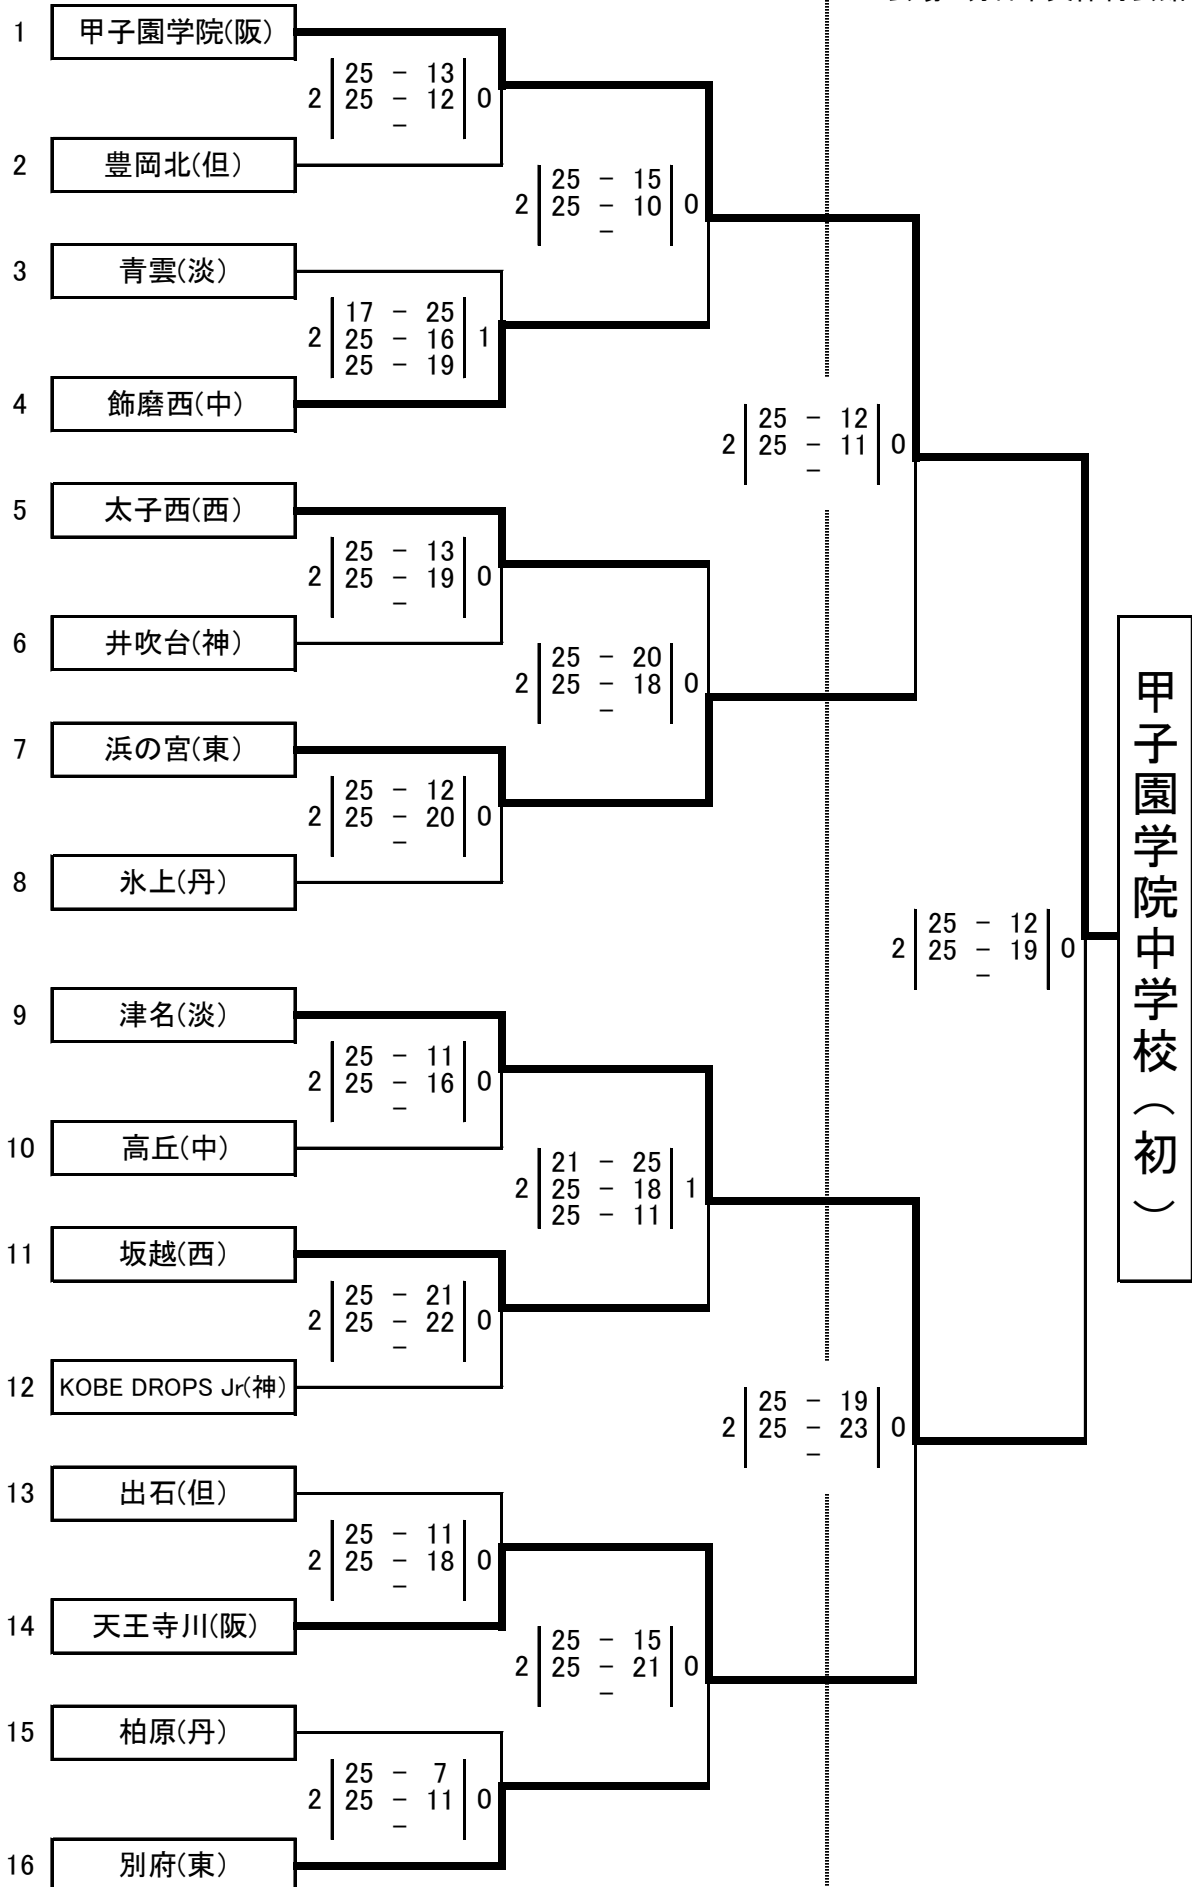 1 甲子園学院(阪)
2 25 - 13 0
25 - 12
-
2 豊岡北(但)
2 25 - 15 0
25 - 10
-
3 青雲(淡)
2 17 - 25 1
25 - 16
25 - 19
4 飾磨西(中)
2 25 - 12 0
25 - 11
-
5 太子西(西)
2 25 - 13 0
25 - 19
-
6 井吹台(神)
2 25 - 20 0
25 - 18
-
7 浜の宮(東)
2 25 - 12 0
25 - 20
-
8 氷上(丹)
2 25 - 12 0
25 - 19
-
甲子園学院中学校(初)
9 津名(淡)
2 25 - 11 0
25 - 16
-
10 高丘(中)
2 21 - 25 1
25 - 18
25 - 11
11 坂越(西)
2 25 - 21 0
25 - 22
-
12 KOBE DROPS Jr(神)
2 25 - 19 0
25 - 23
-
13 出石(但)
2 25 - 11 0
25 - 18
-
14 天王寺川(阪)
2 25 - 15 0
25 - 21
-
15 柏原(丹)
2 25 - 7 0
25 - 11
-
16 別府(東)